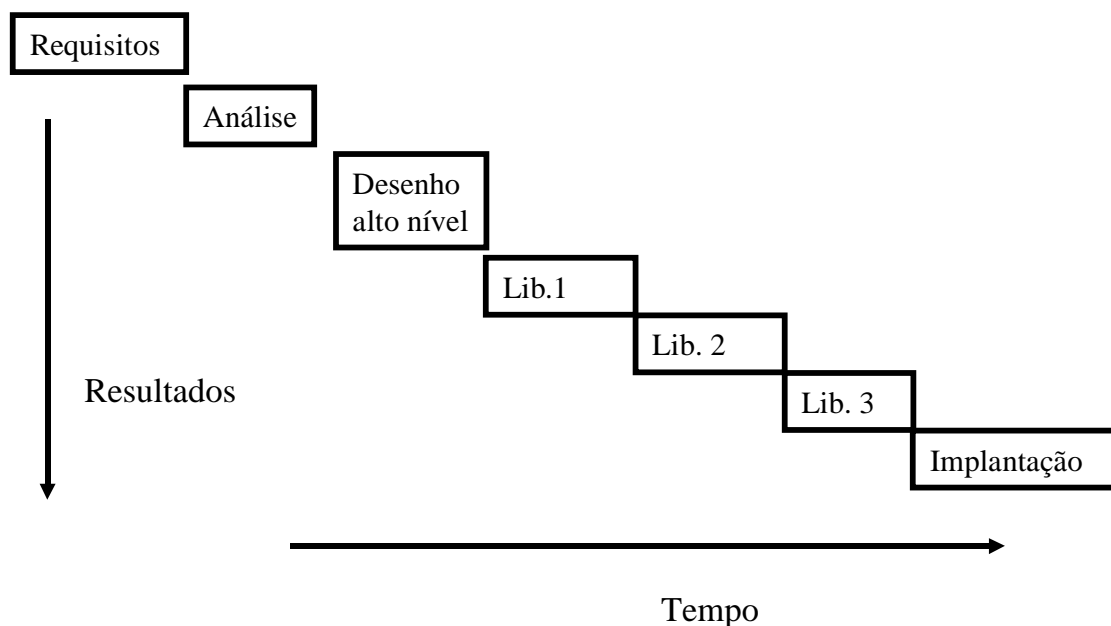 Requisitos
Análise
Desenho
alto nível
Lib.1
Lib. 2
Resultados
Lib. 3
Implantação
Tempo